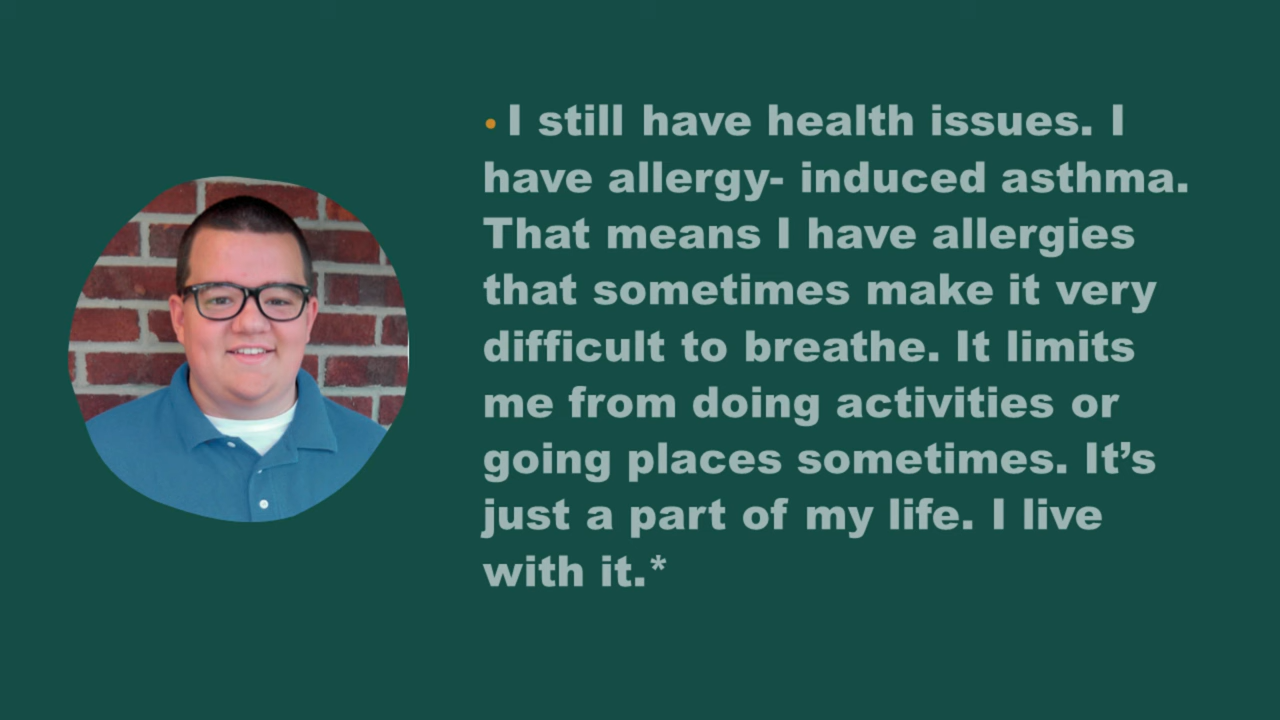 • I still have health issues. I
have allergy- induced asthma.
That means I have allergies
that sometimes make it very
difficult to breathe. It limits
me from doing activities or
going places sometimes. It’s
just a part of my life. I live
with it.*